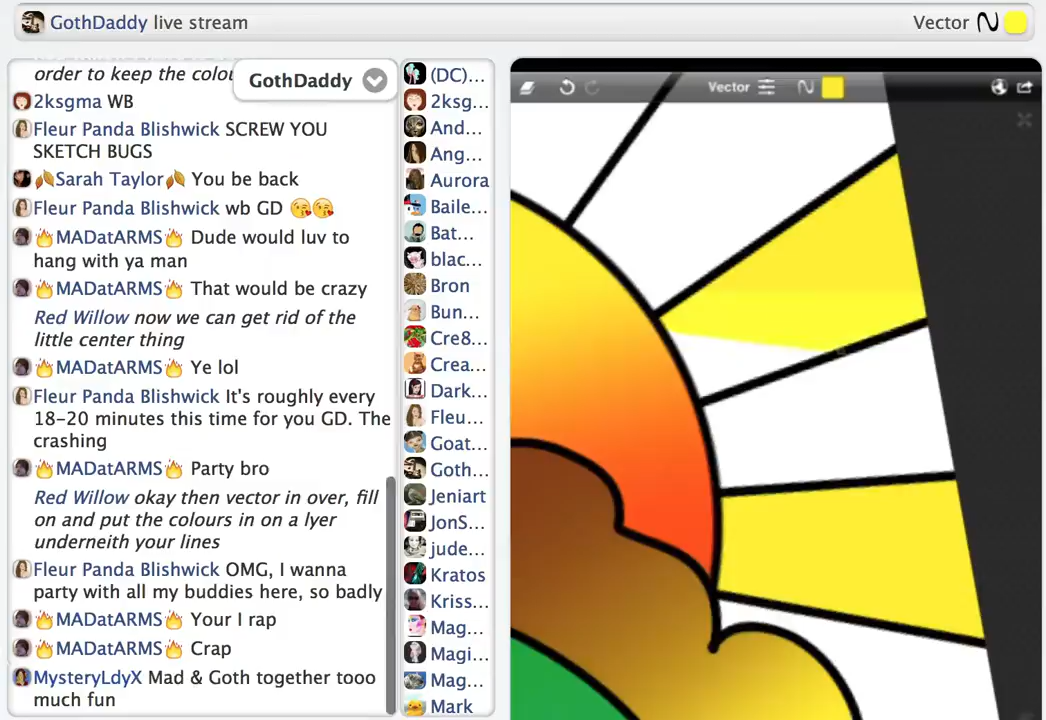 GothDaddy live stream
Vector
order to keep the colou
GothDaddy
2ksgma WB
Fleur Panda Blishwick SCREW YOU
SKETCH BUGS
Sarah Taylor You be back
Fleur Panda Blishwick wb GD 😘😘
🔥MADatARMS🔥 Dude would luv to
hang with ya man
🔥MADatARMS🔥 That would be crazy
Red Willow now we can get rid of the
little center thing
🔥MADatARMS🔥 Ye lol
Fleur Panda Blishwick It's roughly every
18-20 minutes this time for you GD. The
crashing
🔥MADatARMS🔥 Party bro
Red Willow okay then vector in over, fill
on and put the colours in on a lyer
underneith your lines
Fleur Panda Blishwick OMG, I wanna
party with all my buddies here, so badly
🔥MADatARMS🔥 Your I rap
🔥MADatARMS🔥 Crap
MysteryLdyX Mad & Goth together tooo
much fun
(DC)...
2ksg...
And...
Ang...
Aurora
Baile...
Bat...
blac...
Bron
Bun...
Cre8...
Crea...
Dark...
Fleu...
Goat...
Goth...
Jeniart
JonS...
jude...
Kratos
Kriss...
Mag...
Magi...
Mag...
Mark
Vector